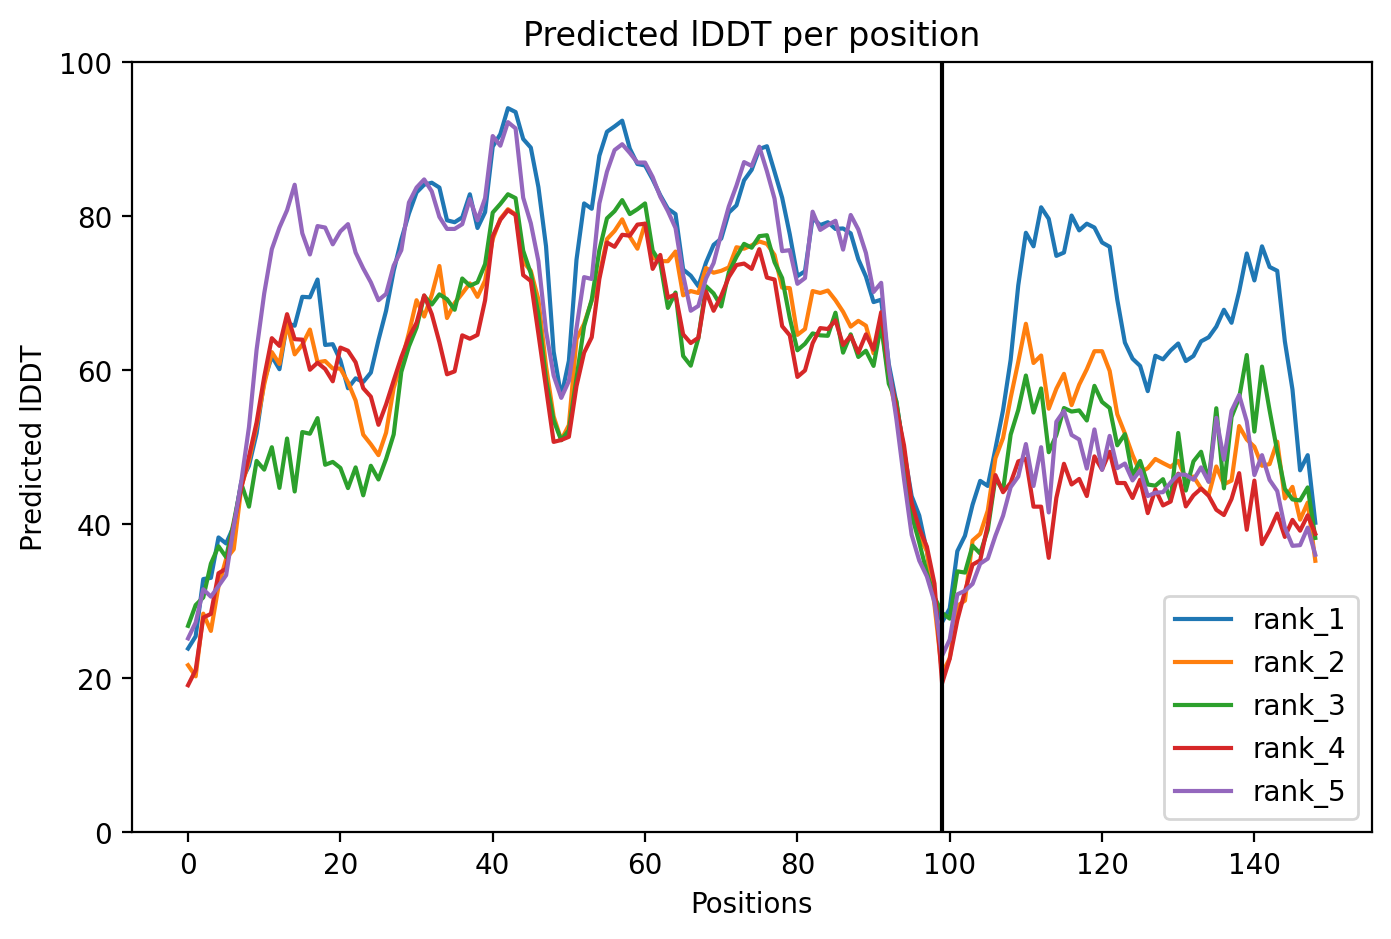 Predicted lDDT per position
100
80
60
40
20
0
Predicted lDDT
0 20 40 60 80 100 120 140
Positions
rank_1
rank_2
rank_3
rank_4
rank_5